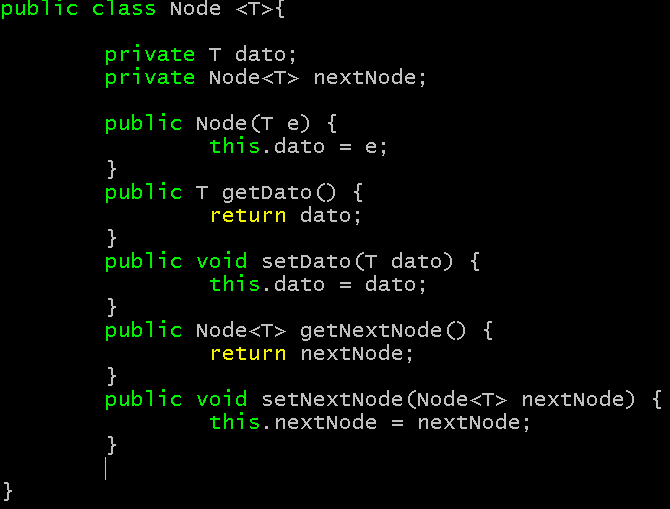 public class Node <T>{
private T dato;
private Node<T> nextNode;
public Node(T e) {
this.dato = e;
}
public T getDato() {
return dato;
}
public void setDato(T dato) {
this.dato = dato;
}
public Node<T> getNextNode() {
return nextNode;
}
public void setNextNode(Node<T> nextNode) {
this.nextNode = nextNode;
}
}